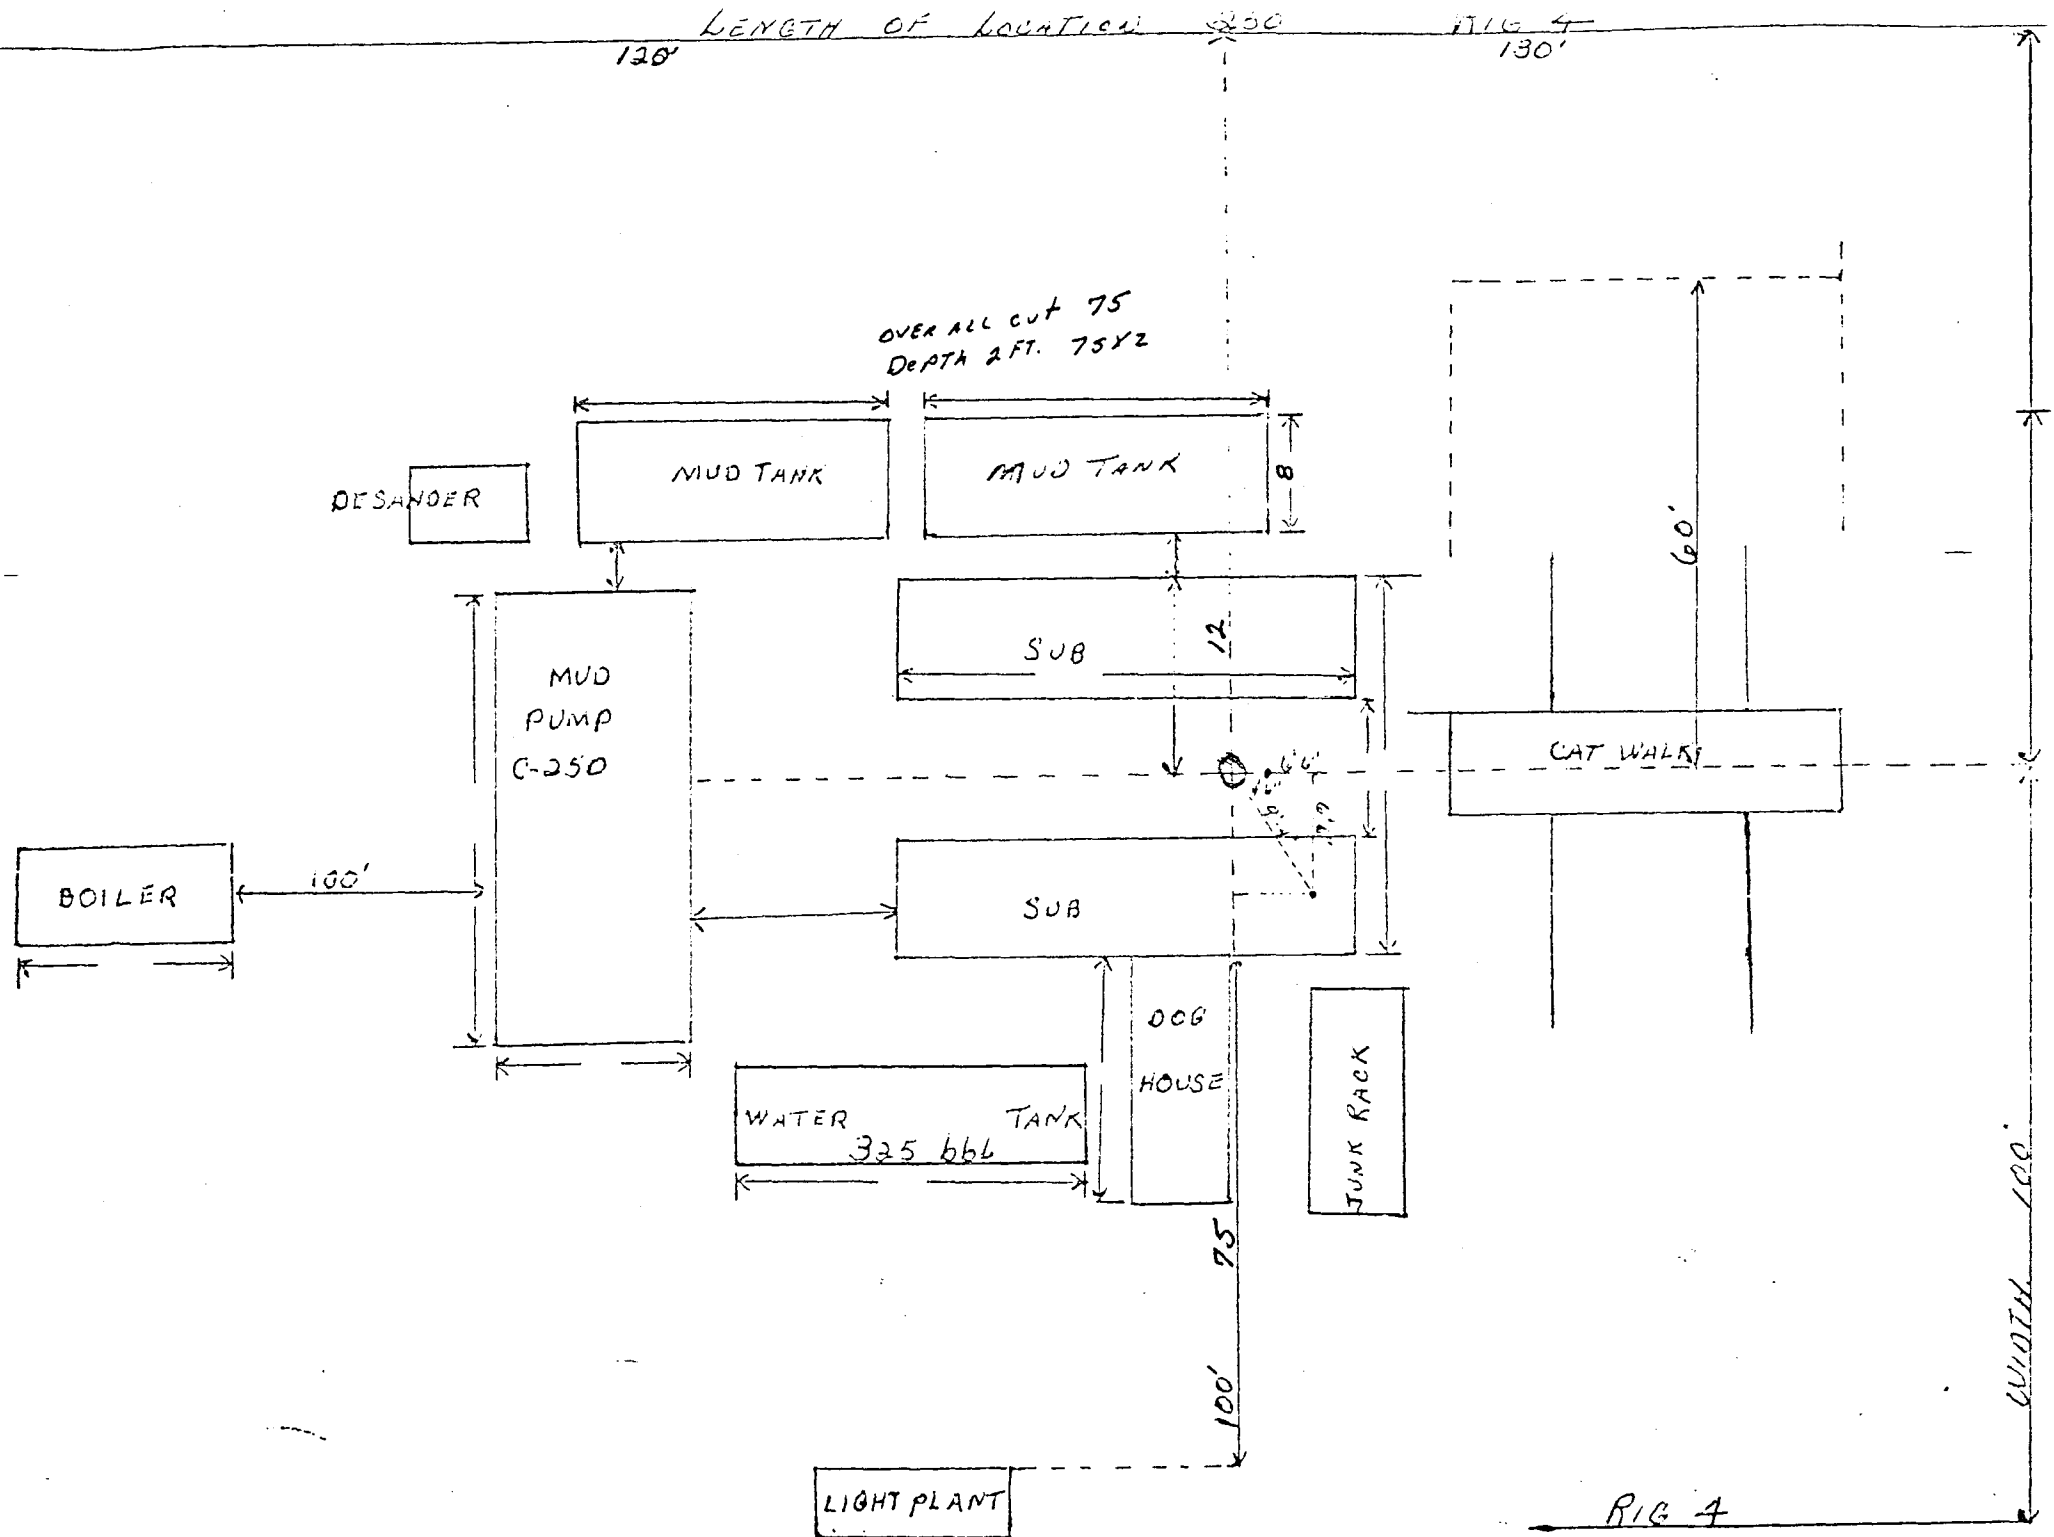 LENGTH OF LOCATION 250 RIG 4
120' 130'
OVER ALL CUT 75
DEPTH 2 FT. 75X2
MUD TANK
MUD TANK
8
DESANDER
60'
12
SUB
MUD
PUMP
C-250
CAT WALK
BOILER
100'
SUB
DOG
HOUSE
JUNK RACK
WATER TANK
325 bbl
75
100'
WIDTH 100'
LIGHT PLANT
RIG 4